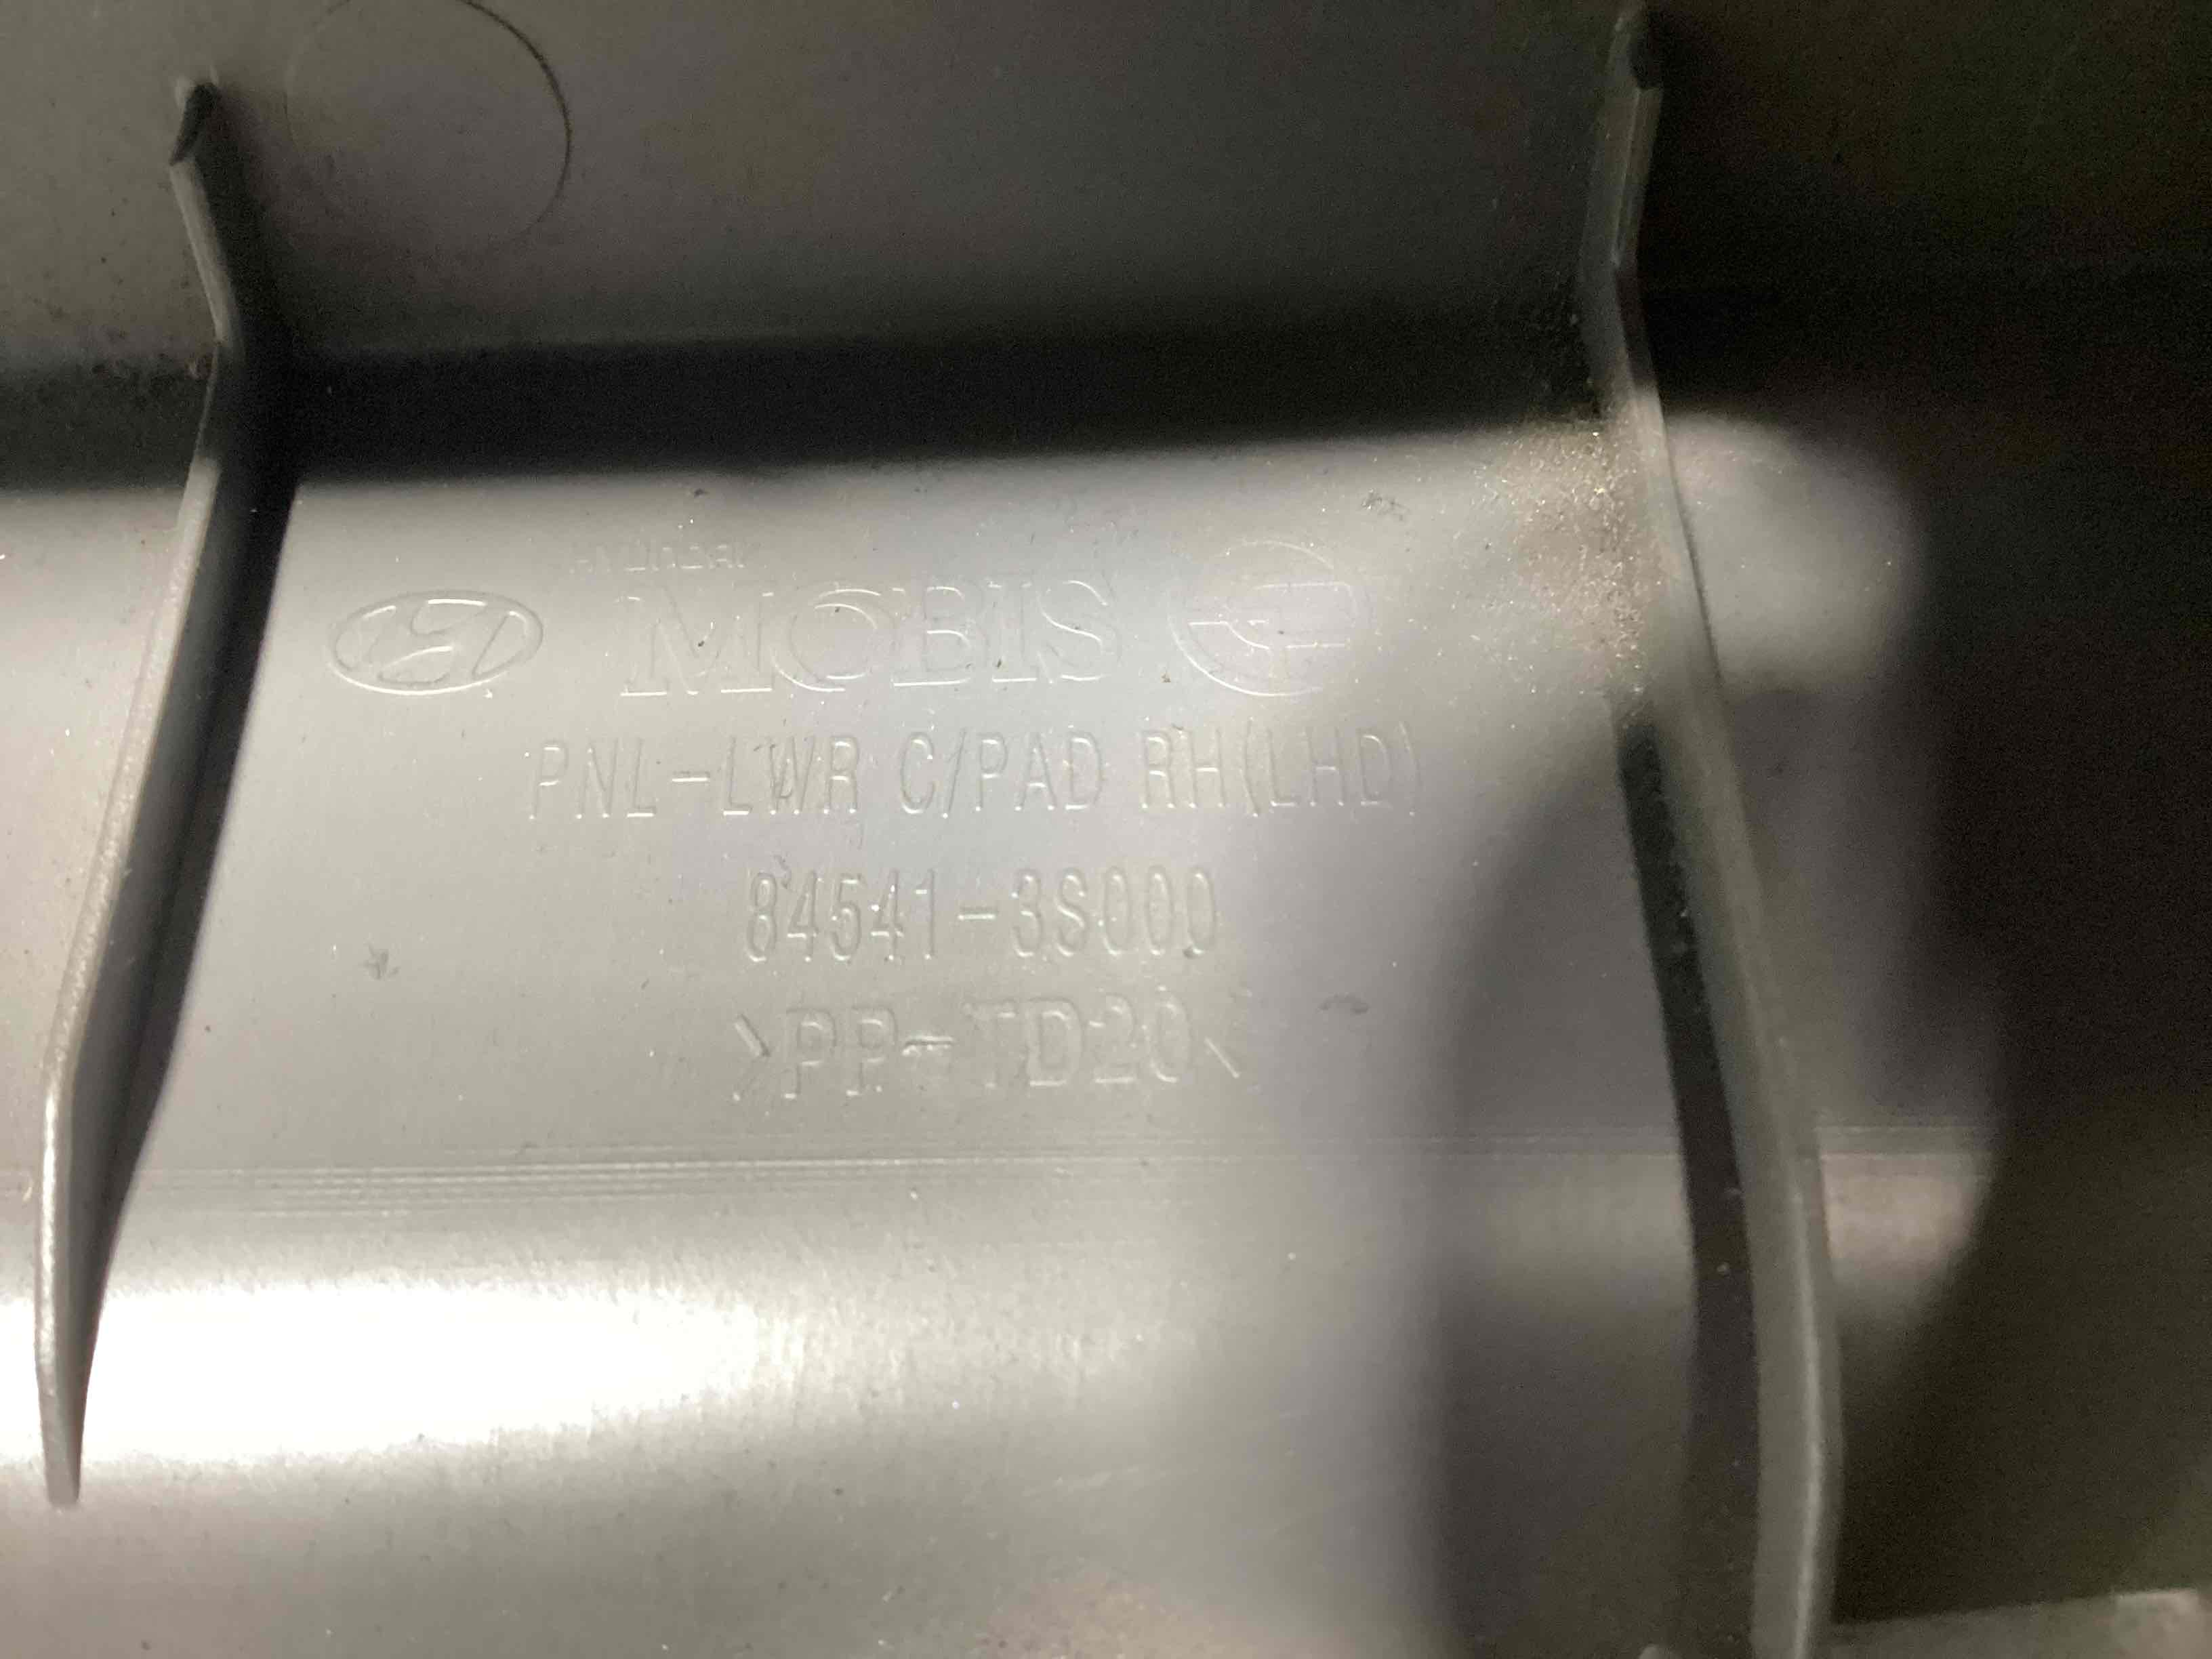 HYUNDAI
MOBIS
PNL-LWR C/PAD RH(LHD)
84541-3S000
>PP-TD20<